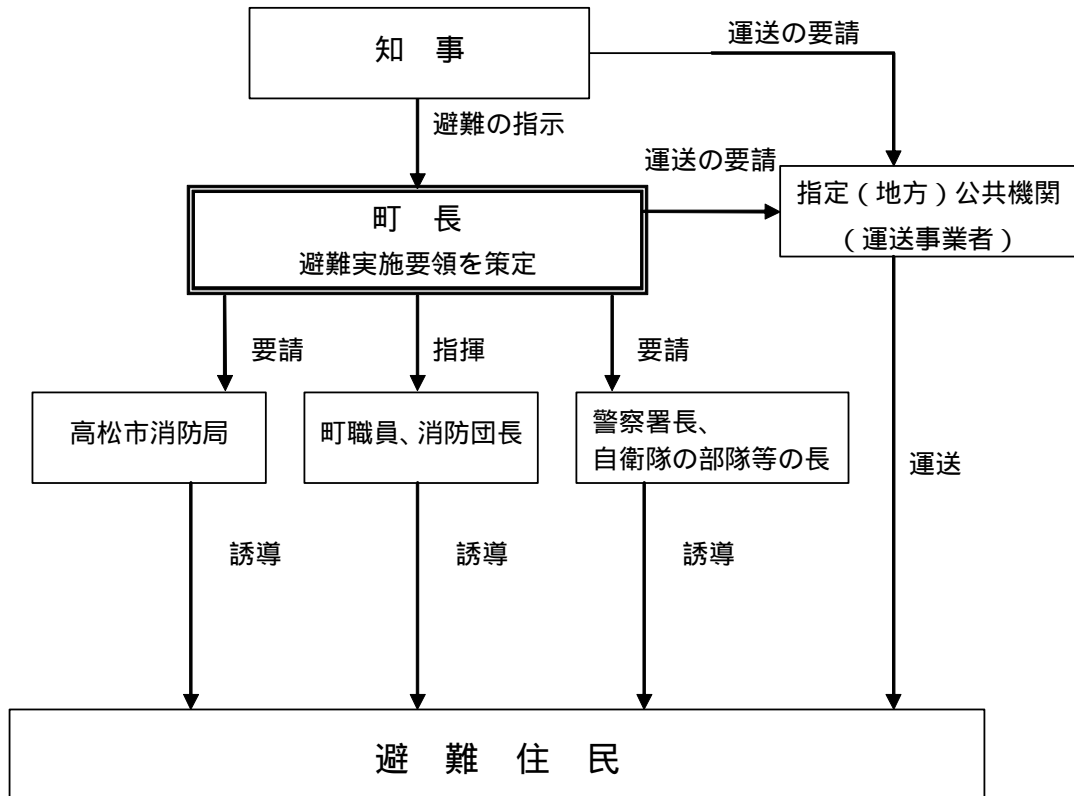 知　事
運送の要請
避難の指示
運送の要請
指定（地方）公共機関
（運送事業者）
町　長
避難実施要領を策定
要請
指揮
要請
高松市消防局
町職員、消防団長
警察署長、
自衛隊の部隊等の長
運送
誘導
誘導
誘導
避　難　住　民